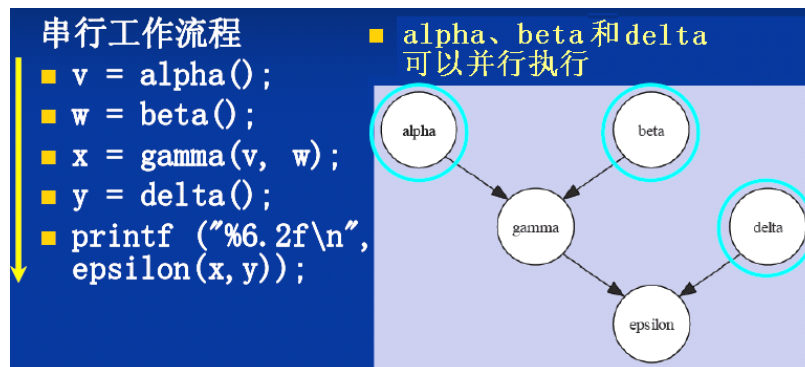 串行工作流程
v = alpha();
w = beta();
x = gamma(v, w);
y = delta();
printf ("%6.2f\n",
epsilon(x,y));
alpha、beta和delta
可以并行执行
alpha
beta
gamma
delta
epsilon